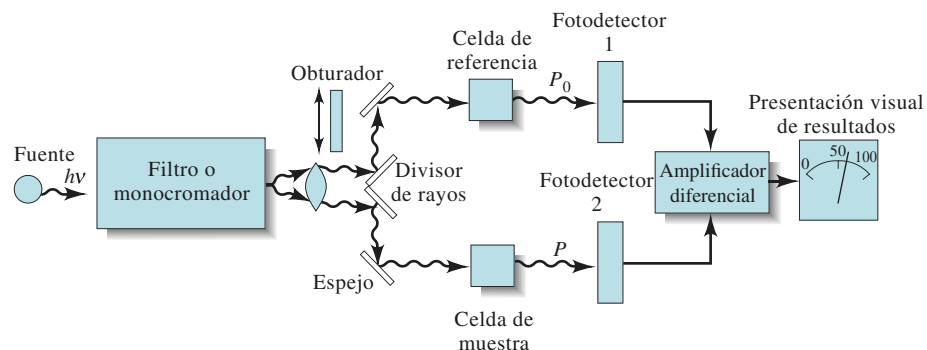 Fuente
hν
Filtro o
monocromador
Obturador
Divisor
de rayos
Espejo
Celda de
referencia
P0
Fotodetector
1
Celda de
muestra
P
Fotodetector
2
Amplificador
diferencial
Presentación visual
de resultados
0 50 100